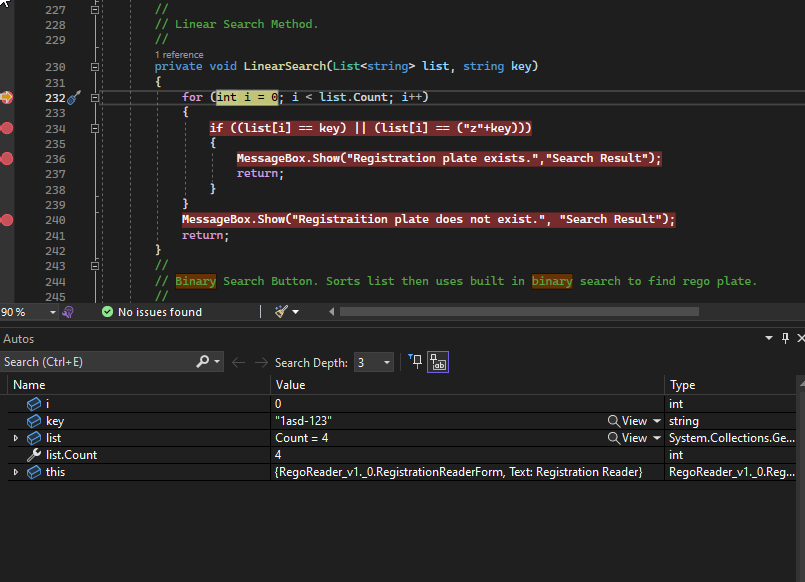 227 //
228 // Linear Search Method.
229 //
1 reference
230 private void LinearSearch(List<string> list, string key)
231 {
232 for (int i = 0; i < list.Count; i++)
233 {
234 if ((list[i] == key) || (list[i] == ("z"+key)))
235 {
236 MessageBox.Show("Registration plate exists.","Search Result");
237 return;
238 }
239 }
240 MessageBox.Show("Registraition plate does not exist.", "Search Result");
241 return;
242 }
243 //
244 // Binary Search Button. Sorts list then uses built in binary search to find rego plate.
245 //
90 % No issues found
Autos
Search (Ctrl+E) Search Depth: 3
Name Value Type
i 0 int
key "1asd-123" View string
list Count = 4 View System.Collections.Ge...
list.Count 4 int
this {RegoReader_v1._0.RegistrationReaderForm, Text: Registration Reader} RegoReader_v1._0.Reg...